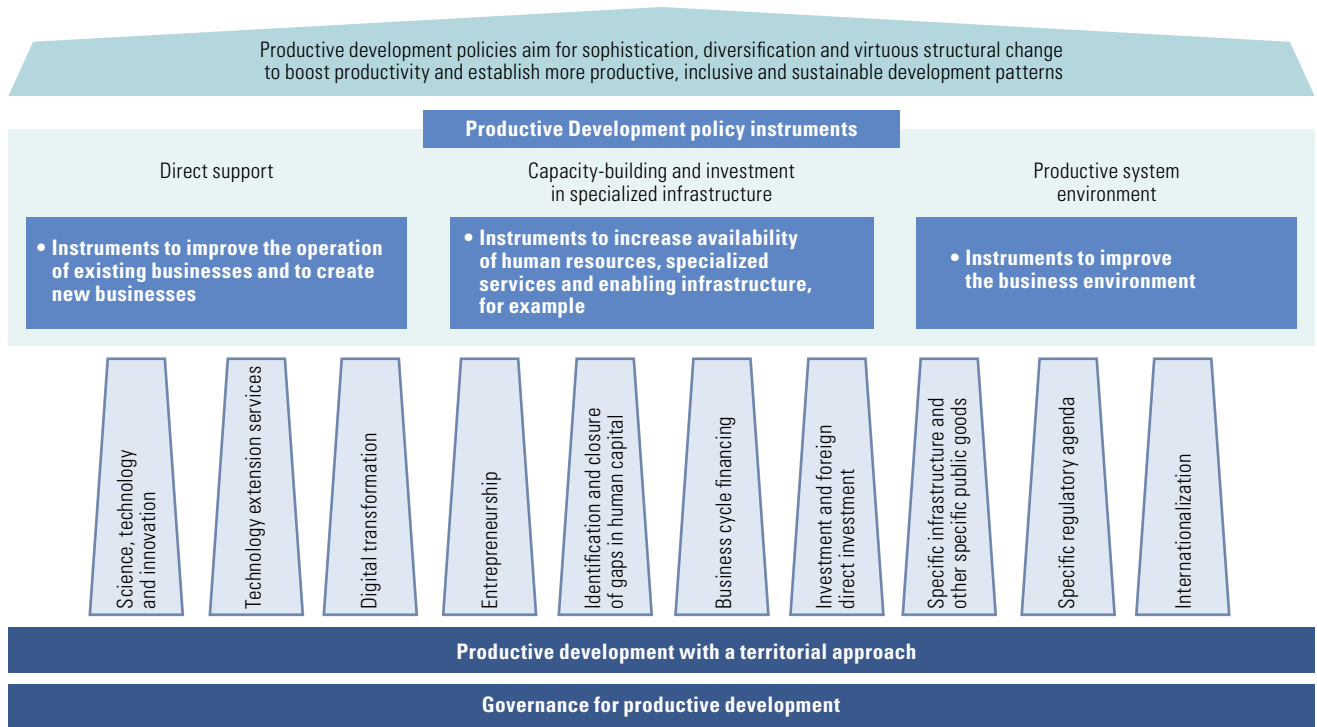 Productive development policies aim for sophistication, diversification and virtuous structural change
to boost productivity and establish more productive, inclusive and sustainable development patterns
Productive Development policy instruments
Direct support
• Instruments to improve the operation
of existing businesses and to create
new businesses
Capacity-building and investment
in specialized infrastructure
• Instruments to increase availability
of human resources, specialized
services and enabling infrastructure,
for example
Productive system
environment
• Instruments to improve
the business environment
Science, technology
and innovation
Technology extension services
Digital transformation
Entrepreneurship
Identification and closure
of gaps in human capital
Business cycle financing
Investment and foreign
direct investment
Specific infrastructure and
other specific public goods
Specific regulatory agenda
Internationalization
Productive development with a territorial approach
Governance for productive development